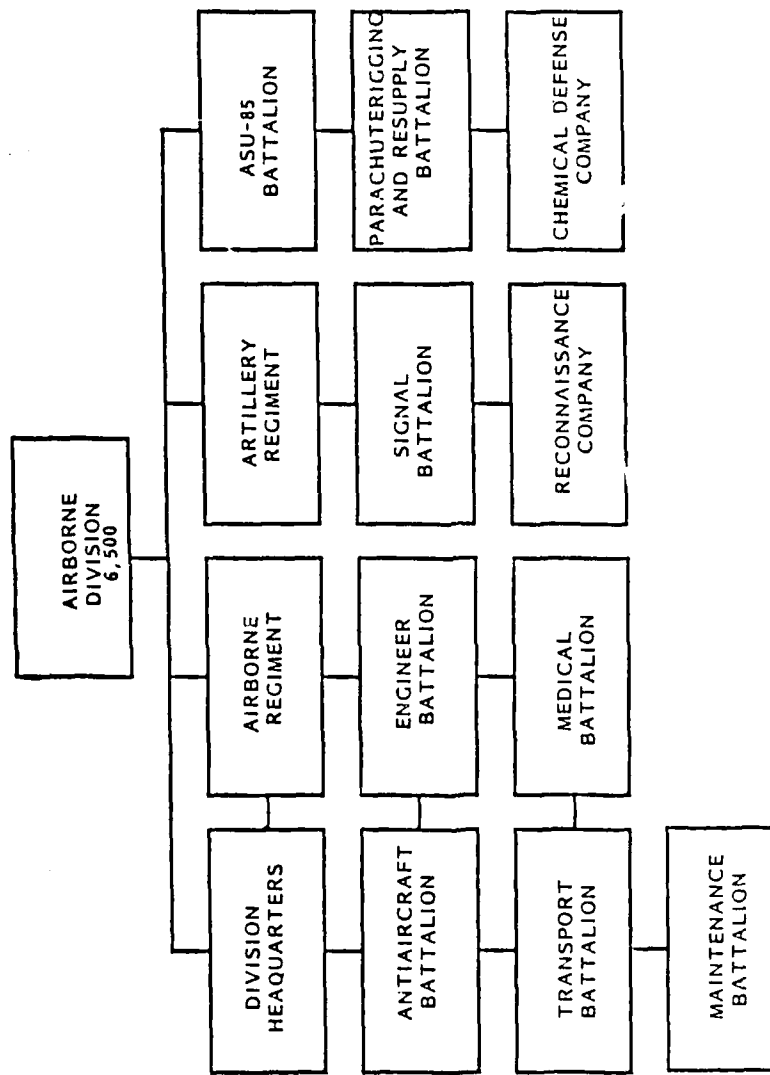 AIRBORNE
DIVISION
6,500
DIVISION
HEAQUARTERS
AIRBORNE
REGIMENT
ARTILLERY
REGIMENT
ASU-85
BATTALION
ANTIAIRCRAFT
BATTALION
ENGINEER
BATTALION
SIGNAL
BATTALION
PARACHUTERIGGING
AND RESUPPLY
BATTALION
TRANSPORT
BATTALION
MEDICAL
BATTALION
RECONNAISSANCE
COMPANY
CHEMICAL DEFENSE
COMPANY
MAINTENANCE
BATTALION